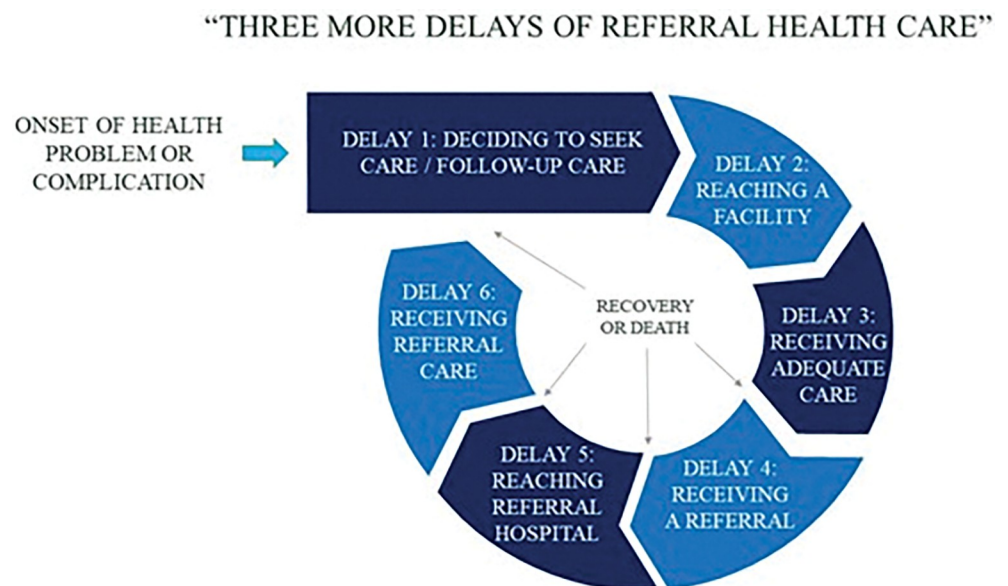 “THREE MORE DELAYS OF REFERRAL HEALTH CARE”
ONSET OF HEALTH
PROBLEM OR
COMPLICATION
DELAY 1: DECIDING TO SEEK
CARE / FOLLOW-UP CARE
DELAY 2:
REACHING A
FACILITY
DELAY 3:
RECEIVING
ADEQUATE
CARE
DELAY 4:
RECEIVING
A REFERRAL
DELAY 5:
REACHING
REFERRAL
HOSPITAL
DELAY 6:
RECEIVING
REFERRAL
CARE
RECOVERY
OR DEATH